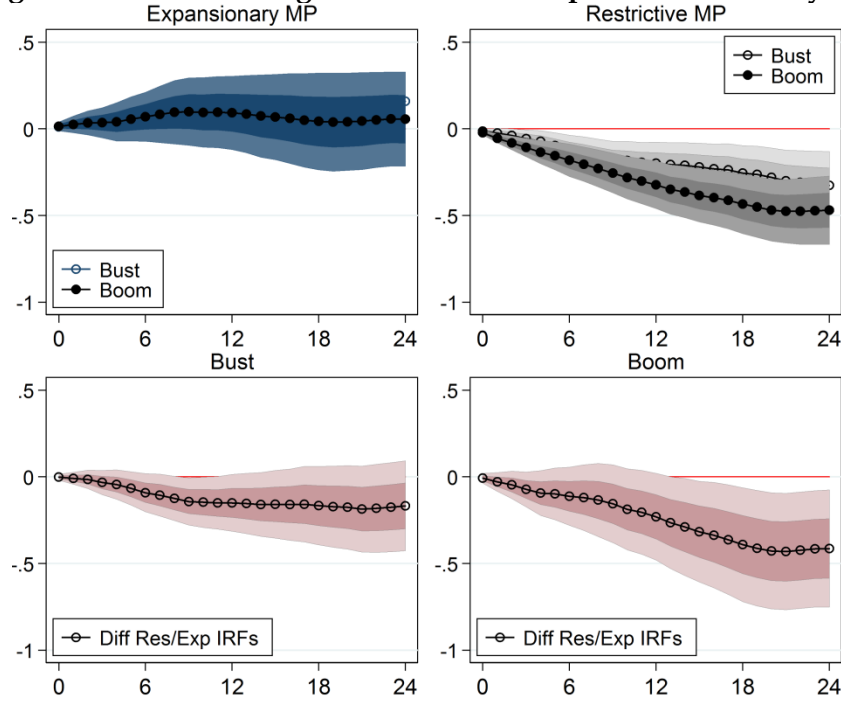 Expansionary MP
Restrictive MP
.5
0
-.5
-1
0 6 12 18 24
Bust
Boom
.5
0
-.5
-1
0 6 12 18 24
Bust
Boom
Bust
Boom
.5
0
-.5
-1
0 6 12 18 24
Diff Res/Exp IRFs
.5
0
-.5
-1
0 6 12 18 24
Diff Res/Exp IRFs